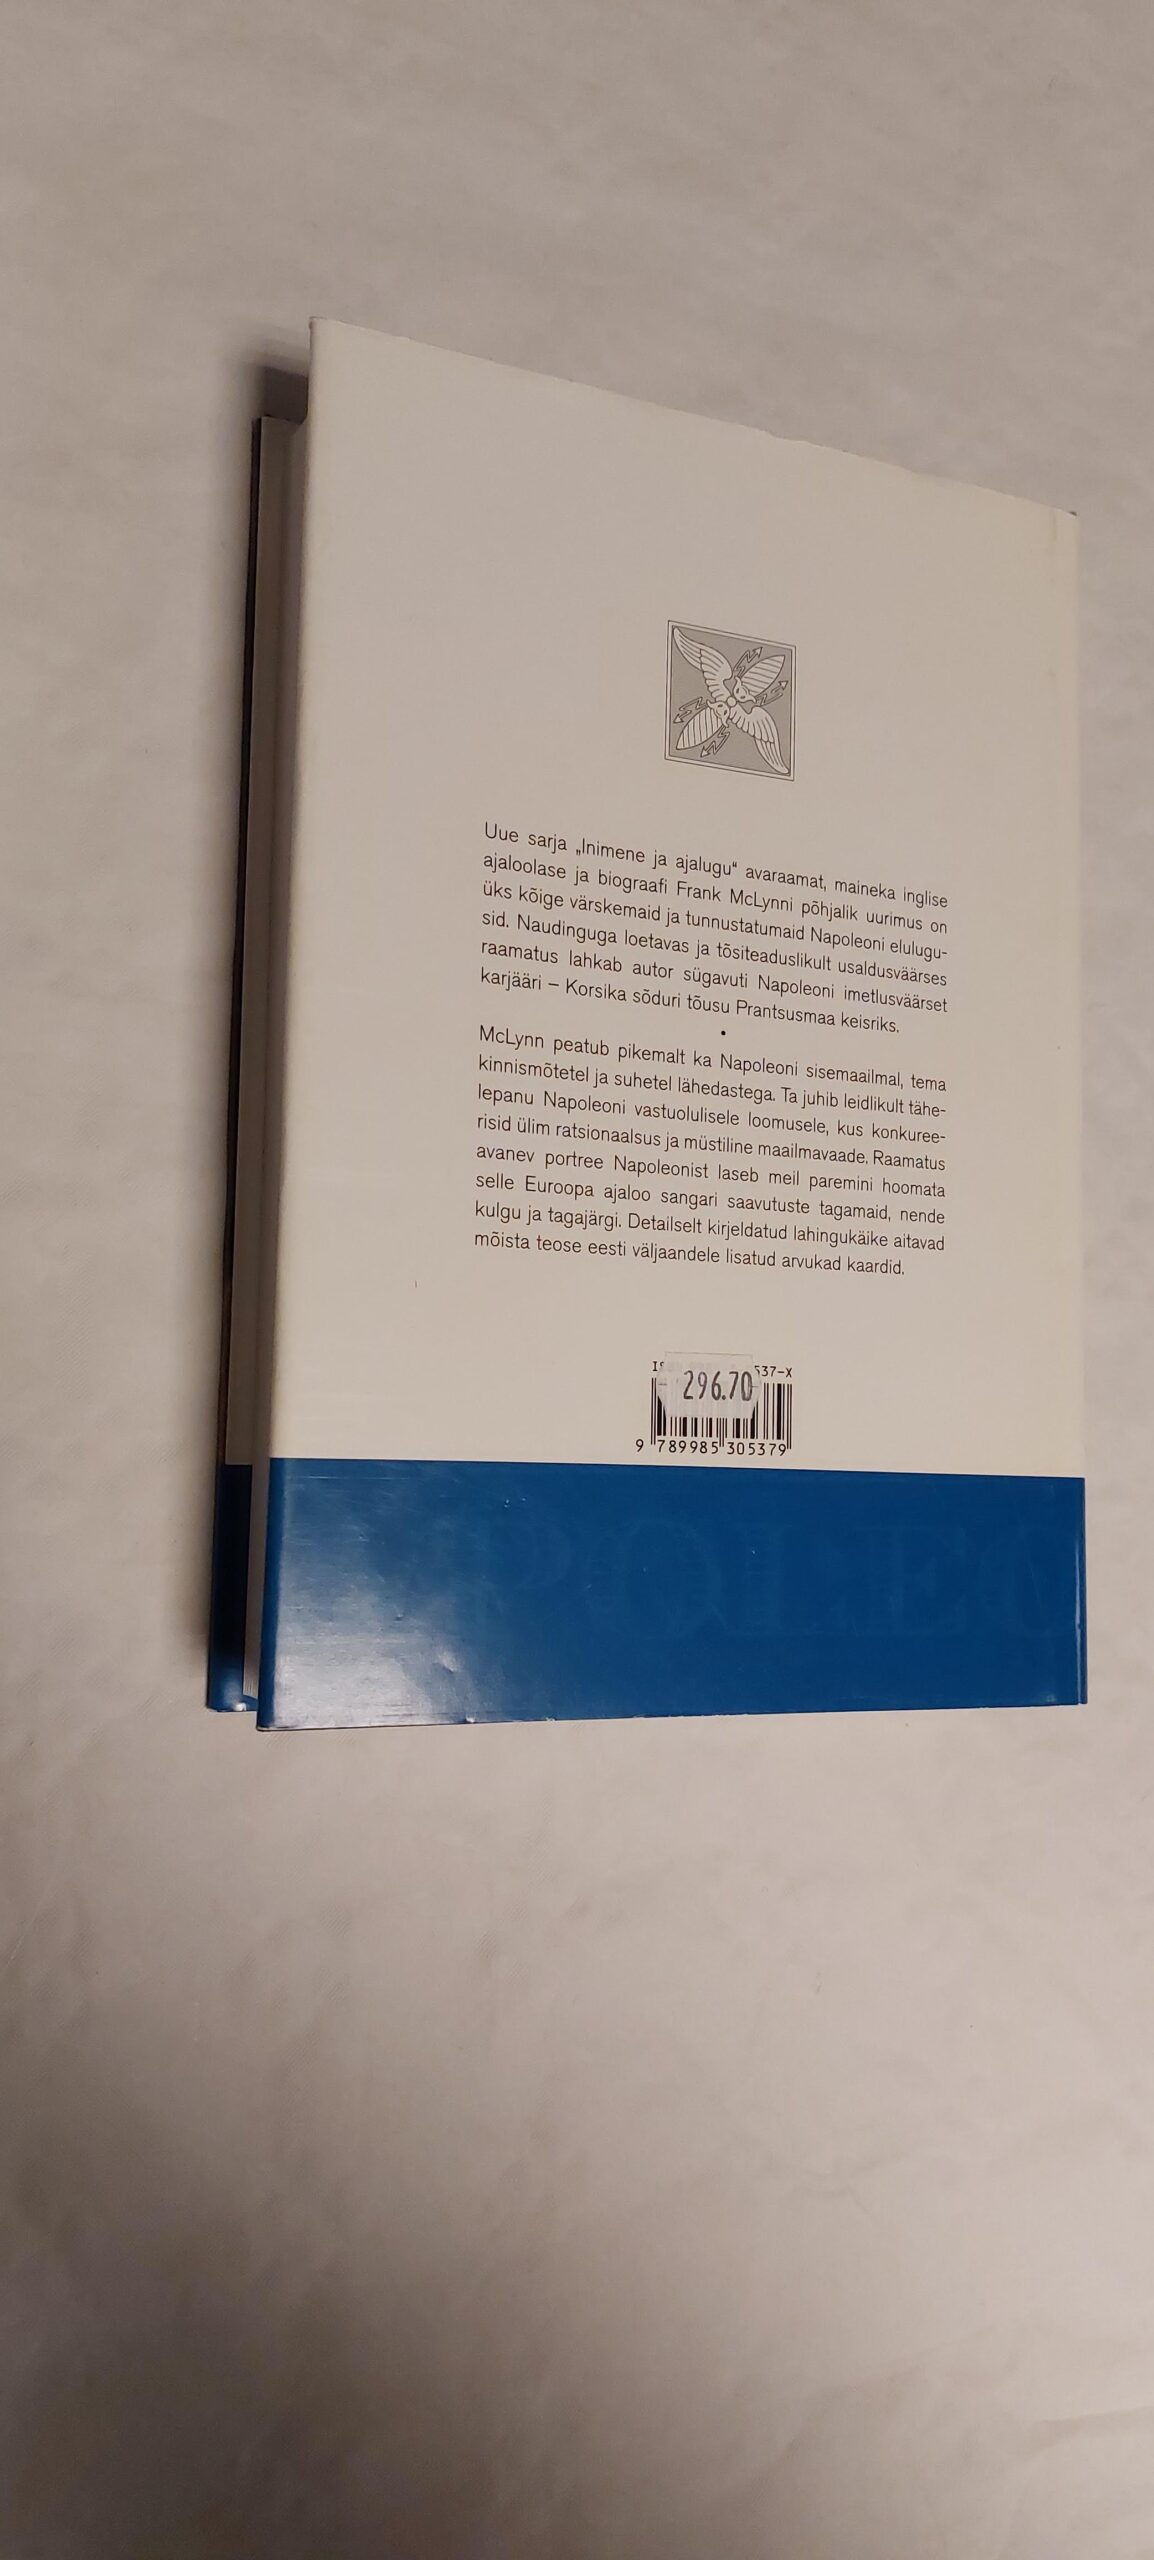 Uue sarja „Inimene ja ajalugu“ avaraamat, maineka inglise
ajaloolase ja biograafi Frank McLynni põhjalik uurimus on
üks kõige värskemaid ja tunnustatumaid Napoleoni elulugu-
sid. Naudinguga loetavas ja tõsiteaduslikult usaldusväärses
raamatus lahkab autor sügavuti Napoleoni imetlusväärset
karjääri – Korsika sõduri tõusu Prantsusmaa keisriks.
•
McLynn peatub pikemalt ka Napoleoni sisemaailmal, tema
kinnismõtetel ja suhetel lähedastega. Ta juhib leidlikult tähe-
lepanu Napoleoni vastuolulisele loomusele, kus konkuree-
risid ülim ratsionaalsus ja müstiline maailmavaade. Raamatus
avanev portree Napoleonist laseb meil paremini hoomata
selle Euroopa ajaloo sangari saavutuste tagamaid, nende
kulgu ja tagajärgi. Detailselt kirjeldatud lahingukäike aitavad
mõista teose eesti väljaandele lisatud arvukad kaardid.
537-X
296.70
9 789985 305379